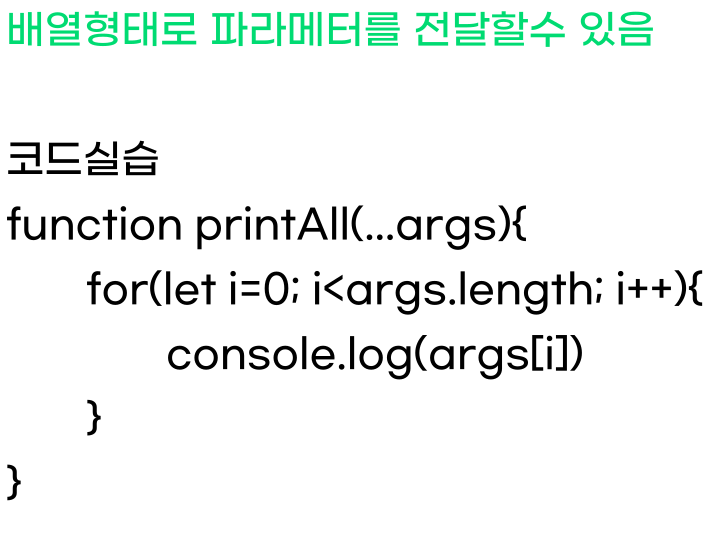 배열형태로 파라메터를 전달할수 있음
코드실습
function printAll(...args){
for(let i=0; i<args.length; i++){
console.log(args[i])
}
}